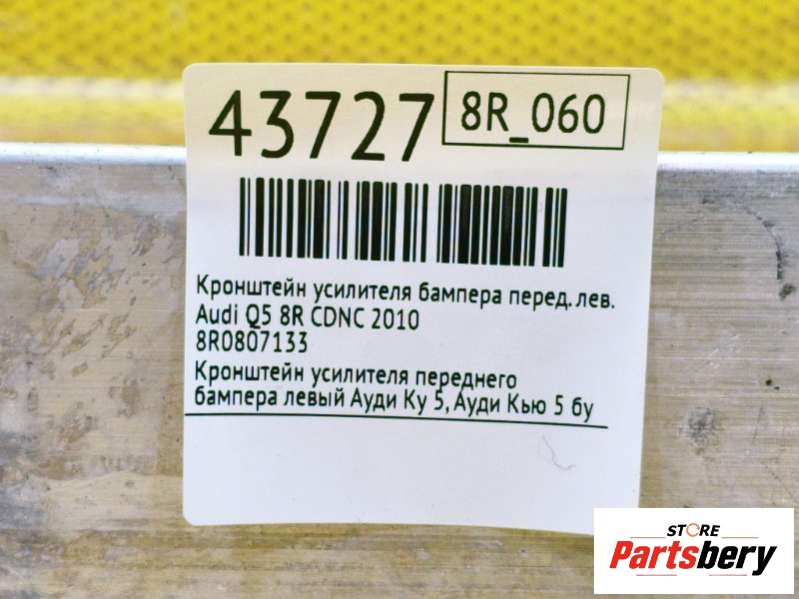 43727
8R_060
Кронштейн усилителя бампера перед. лев.
Audi Q5 8R CDNC 2010
8R0807133
Кронштейн усилителя переднего
бампера левый Ауди Ку 5, Ауди Кью 5 бу
STORE
Partsbery